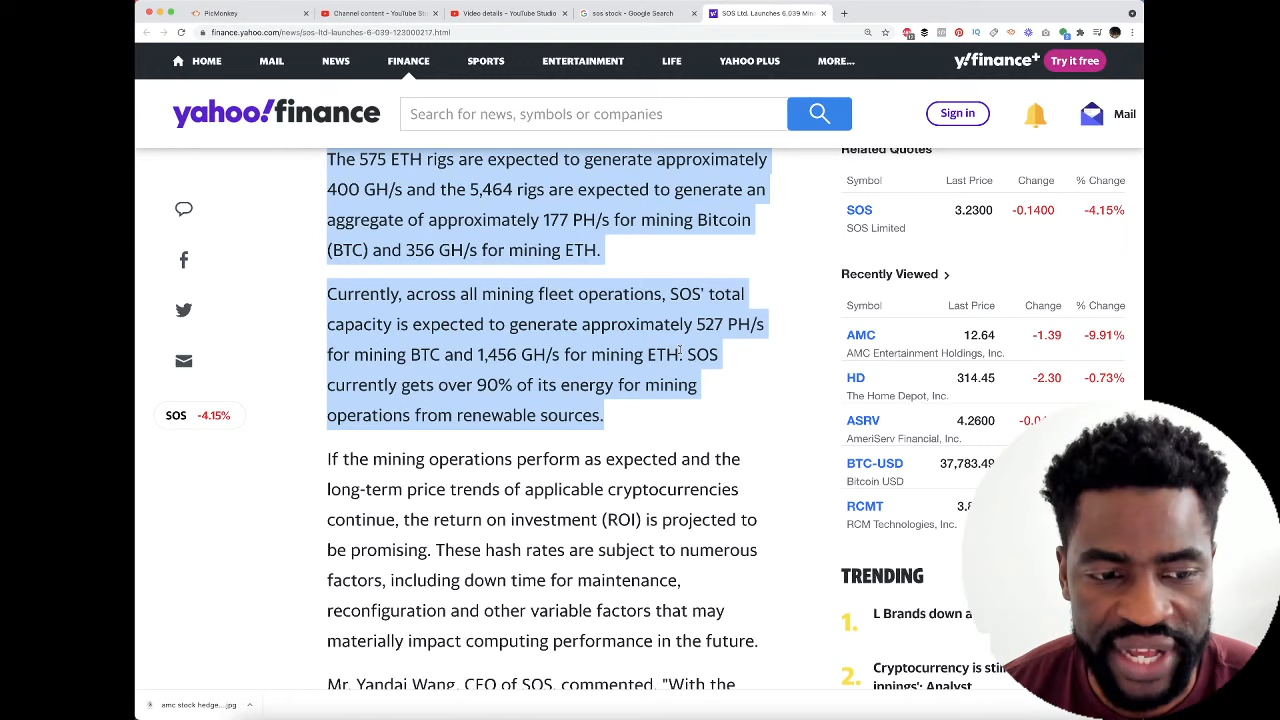 PicMonkey
Channel content - YouTube Stu
Video details - YouTube Studio
sos stock - Google Search
SOS Ltd. Launches 6,039 Mini
finance.yahoo.com/news/sos-ltd-launches-6-039-123000217.html
HOME MAIL NEWS FINANCE SPORTS ENTERTAINMENT LIFE YAHOO PLUS MORE...
y!finance+ Try it free
yahoo!finance
Search for news, symbols or companies
Sign in
Mail
The 575 ETH rigs are expected to generate approximately
400 GH/s and the 5,464 rigs are expected to generate an
aggregate of approximately 177 PH/s for mining Bitcoin
(BTC) and 356 GH/s for mining ETH.
Currently, across all mining fleet operations, SOS' total
capacity is expected to generate approximately 527 PH/s
for mining BTC and 1,456 GH/s for mining ETH. SOS
currently gets over 90% of its energy for mining
operations from renewable sources.
If the mining operations perform as expected and the
long-term price trends of applicable cryptocurrencies
continue, the return on investment (ROI) is projected to
be promising. These hash rates are subject to numerous
factors, including down time for maintenance,
reconfiguration and other variable factors that may
materially impact computing performance in the future.
Mr. Yandai Wang, CEO of SOS, commented, "With the
SOS -4.15%
Related Quotes
Symbol Last Price Change % Change
SOS 3.2300 -0.1400 -4.15%
SOS Limited
Recently Viewed
Symbol Last Price Change % Change
AMC 12.64 -1.39 -9.91%
AMC Entertainment Holdings, Inc.
HD 314.45 -2.30 -0.73%
The Home Depot, Inc.
ASRV 4.2600
AmeriServ Financial, Inc.
BTC-USD 37,783.49
Bitcoin USD
RCMT 3.8
RCM Technologies, Inc.
TRENDING
1. L Brands down a
2. Cryptocurrency is sti
innings': Analyst
amc stock hedge....jpg